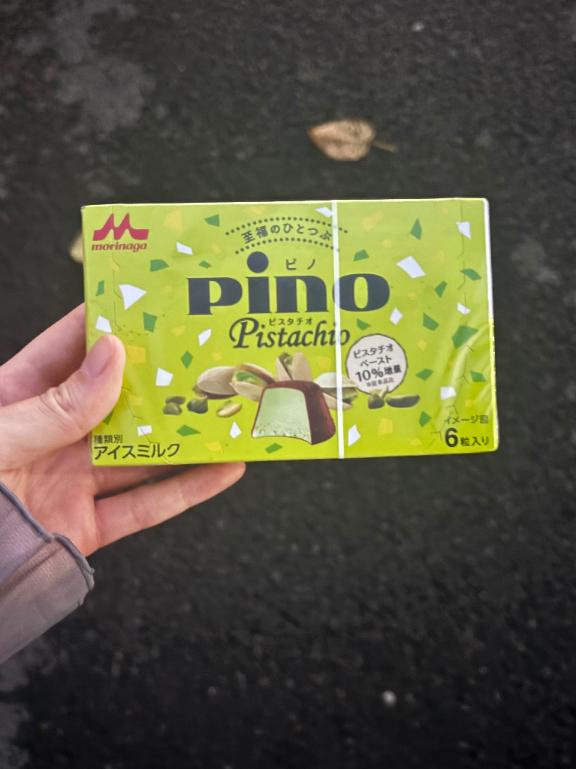 morinaga
至福のひとつぶ
ピノ
pino
ピスタチオ
Pistachio
ピスタチオ
ペースト
10%増量
種類別
アイスミルク
イメージ図
6粒入り